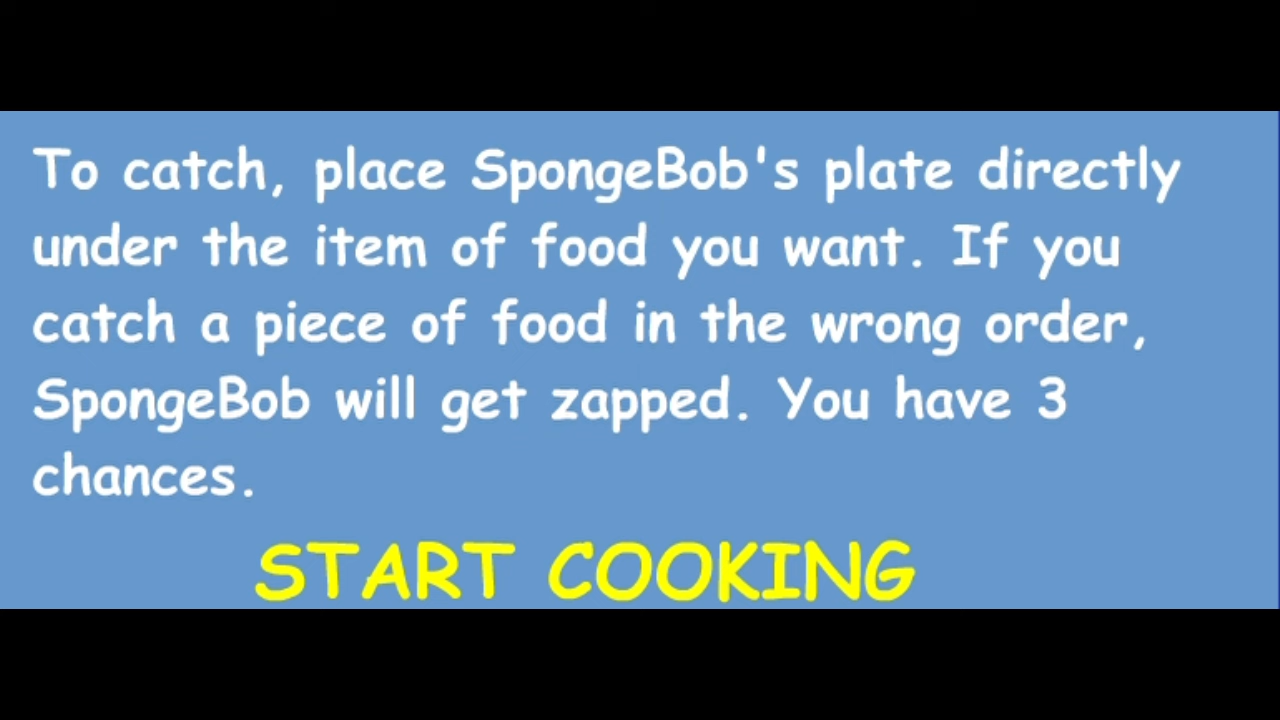 To catch, place SpongeBob's plate directly
under the item of food you want. If you
catch a piece of food in the wrong order,
SpongeBob will get zapped. You have 3
chances.
START COOKING